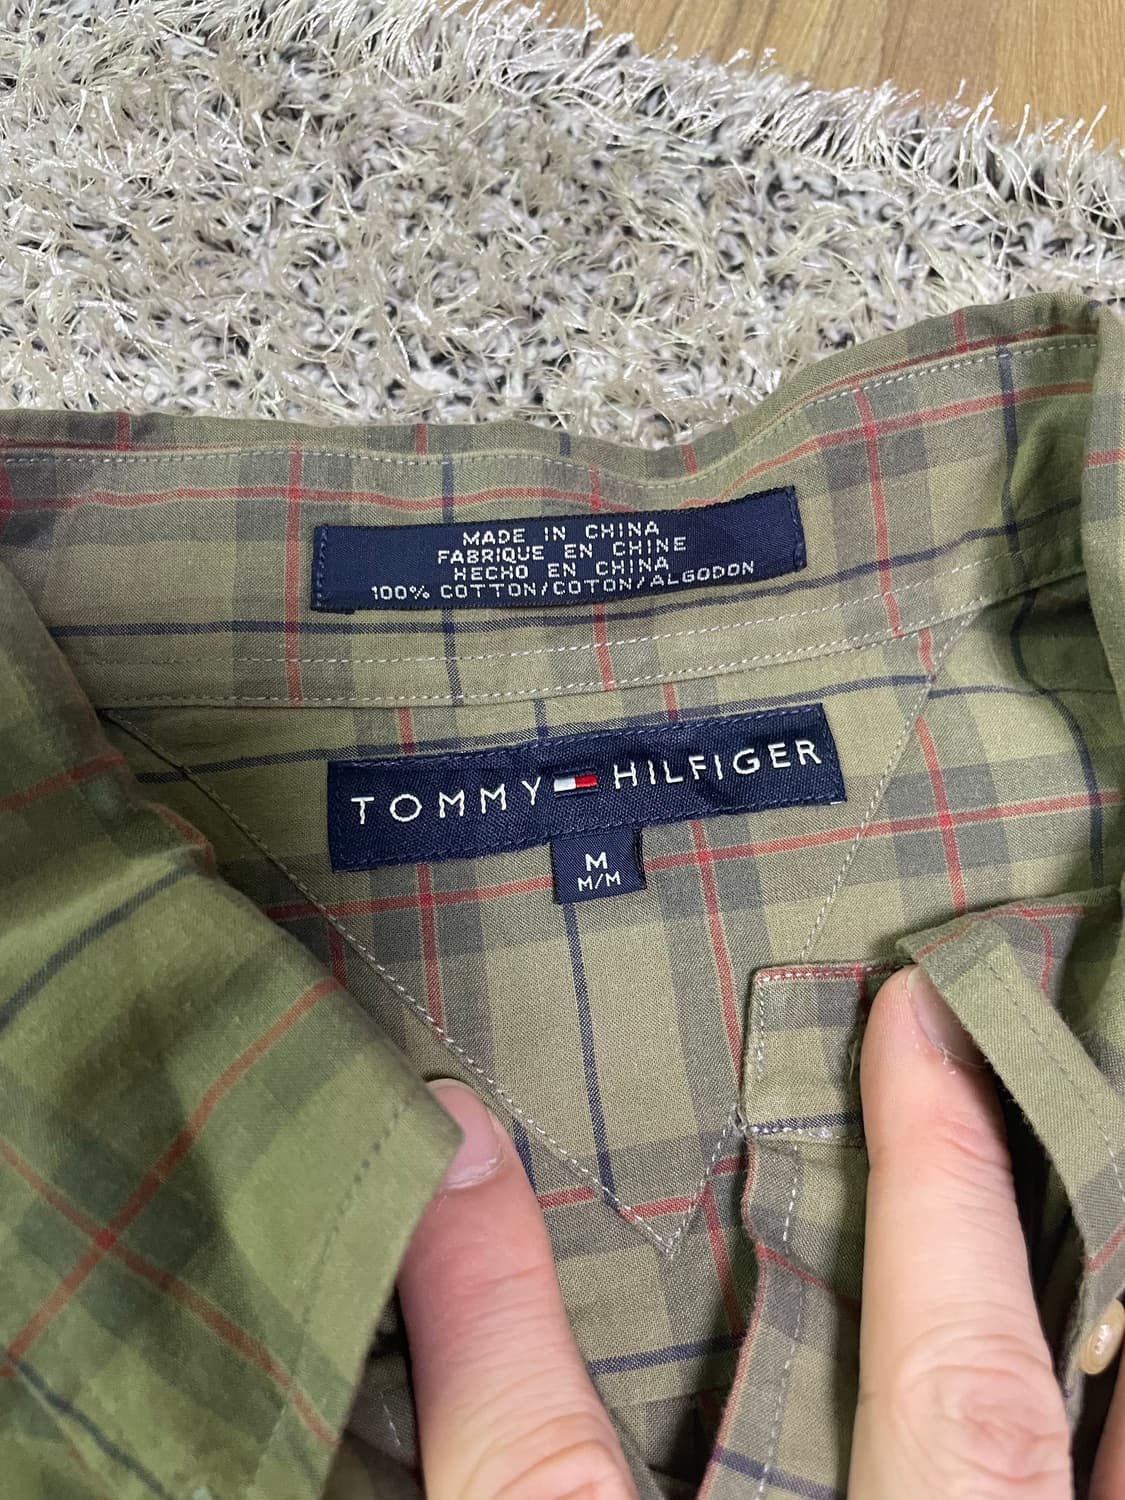 MADE IN CHINA
FABRIQUE EN CHINE
HECHO EN CHINA
100% COTTON/COTON/ALGODON
TOMMY HILFIGER
M
M/M